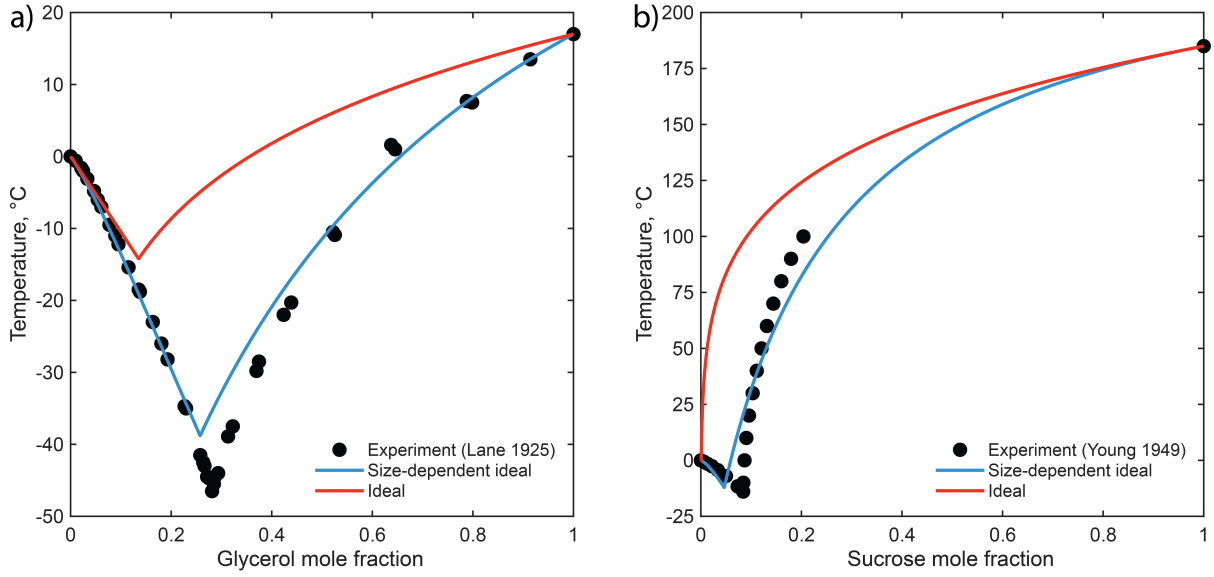 a)
20
10
0
-10
-20
-30
-40
-50
Temperature, °C
0
0.2
0.4
0.6
0.8
1
Glycerol mole fraction
Experiment (Lane 1925)
Size-dependent ideal
Ideal
b)
200
175
150
125
100
75
50
25
0
-25
Temperature, °C
0
0.2
0.4
0.6
0.8
1
Sucrose mole fraction
Experiment (Young 1949)
Size-dependent ideal
Ideal